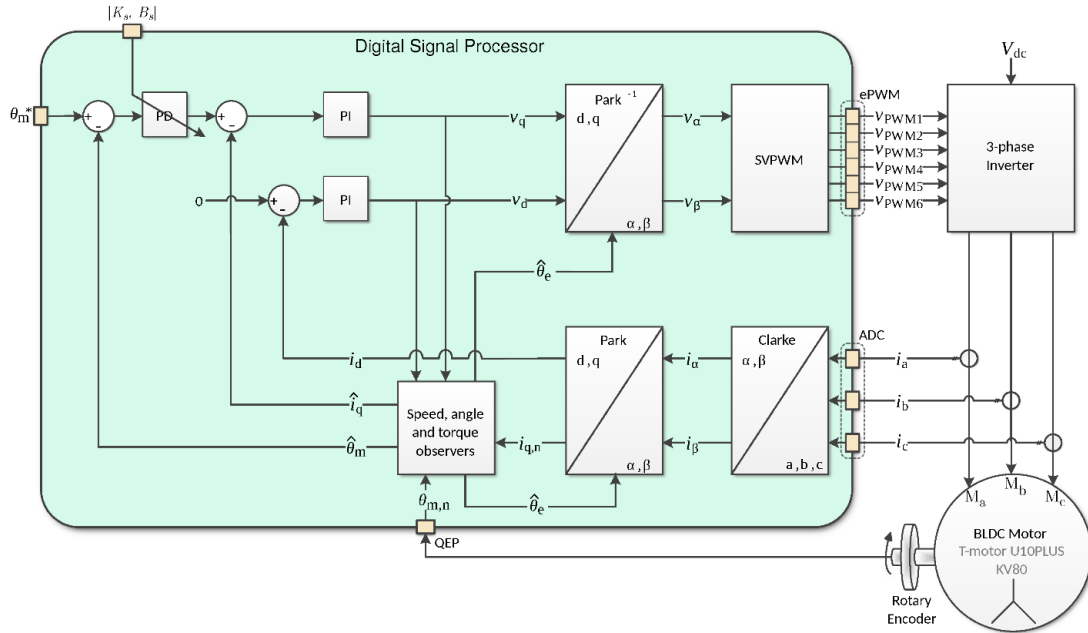 |K_s, B_s|
Digital Signal Processor
V_dc
θ_m*
+
-
PD
+
-
PI
v_q
Park ⁻¹
d,q
v_α
SVPWM
ePWM
v_PWM1
v_PWM2
v_PWM3
v_PWM4
v_PWM5
v_PWM6
3-phase
Inverter
0
+
-
PI
v_d
α,β
v_β
θ̂_e
i_d
Park
d,q
i_α
Clarke
α,β
ADC
i_a
î_q
Speed, angle
and torque
observers
i_b
θ̂_m
i_q,n
α,β
i_β
a,b,c
i_c
θ_m,n
θ̂_e
M_a
M_b
M_c
QEP
BLDC Motor
T-motor U10PLUS
KV80
Rotary
Encoder